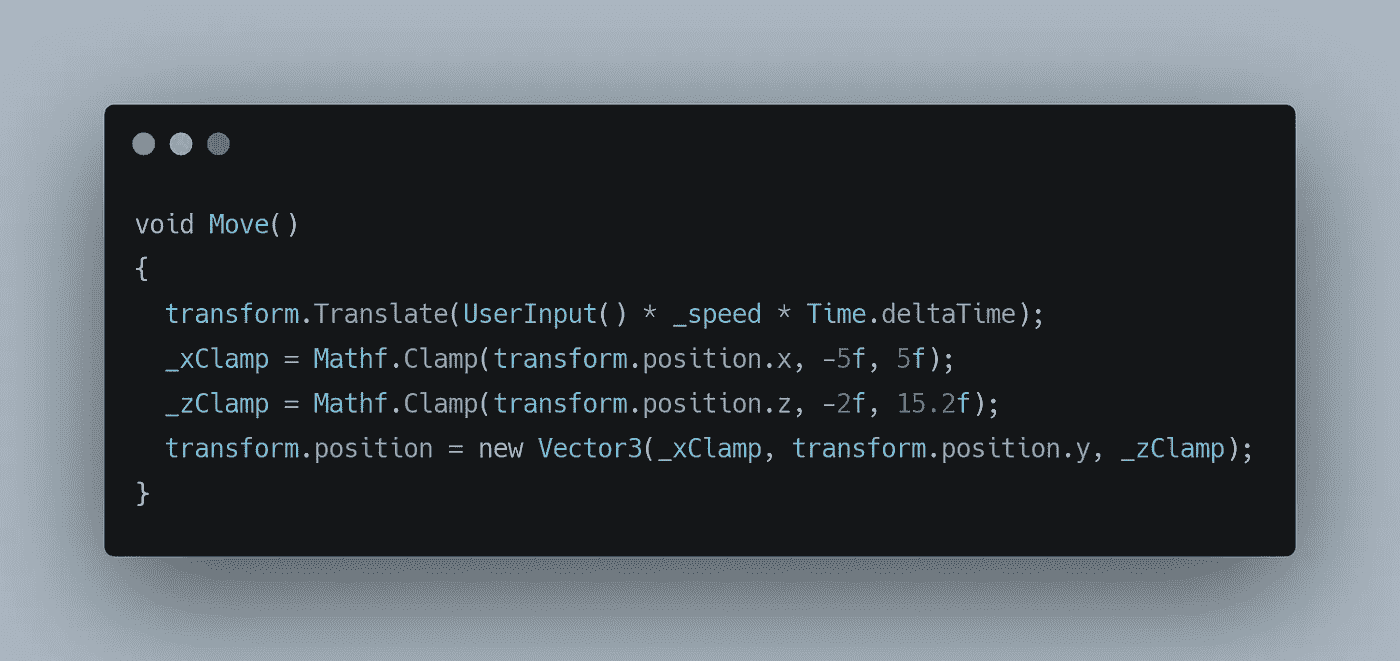 void Move()
{
  transform.Translate(UserInput() * _speed * Time.deltaTime);
  _xClamp = Mathf.Clamp(transform.position.x, -5f, 5f);
  _zClamp = Mathf.Clamp(transform.position.z, -2f, 15.2f);
  transform.position = new Vector3(_xClamp, transform.position.y, _zClamp);
}